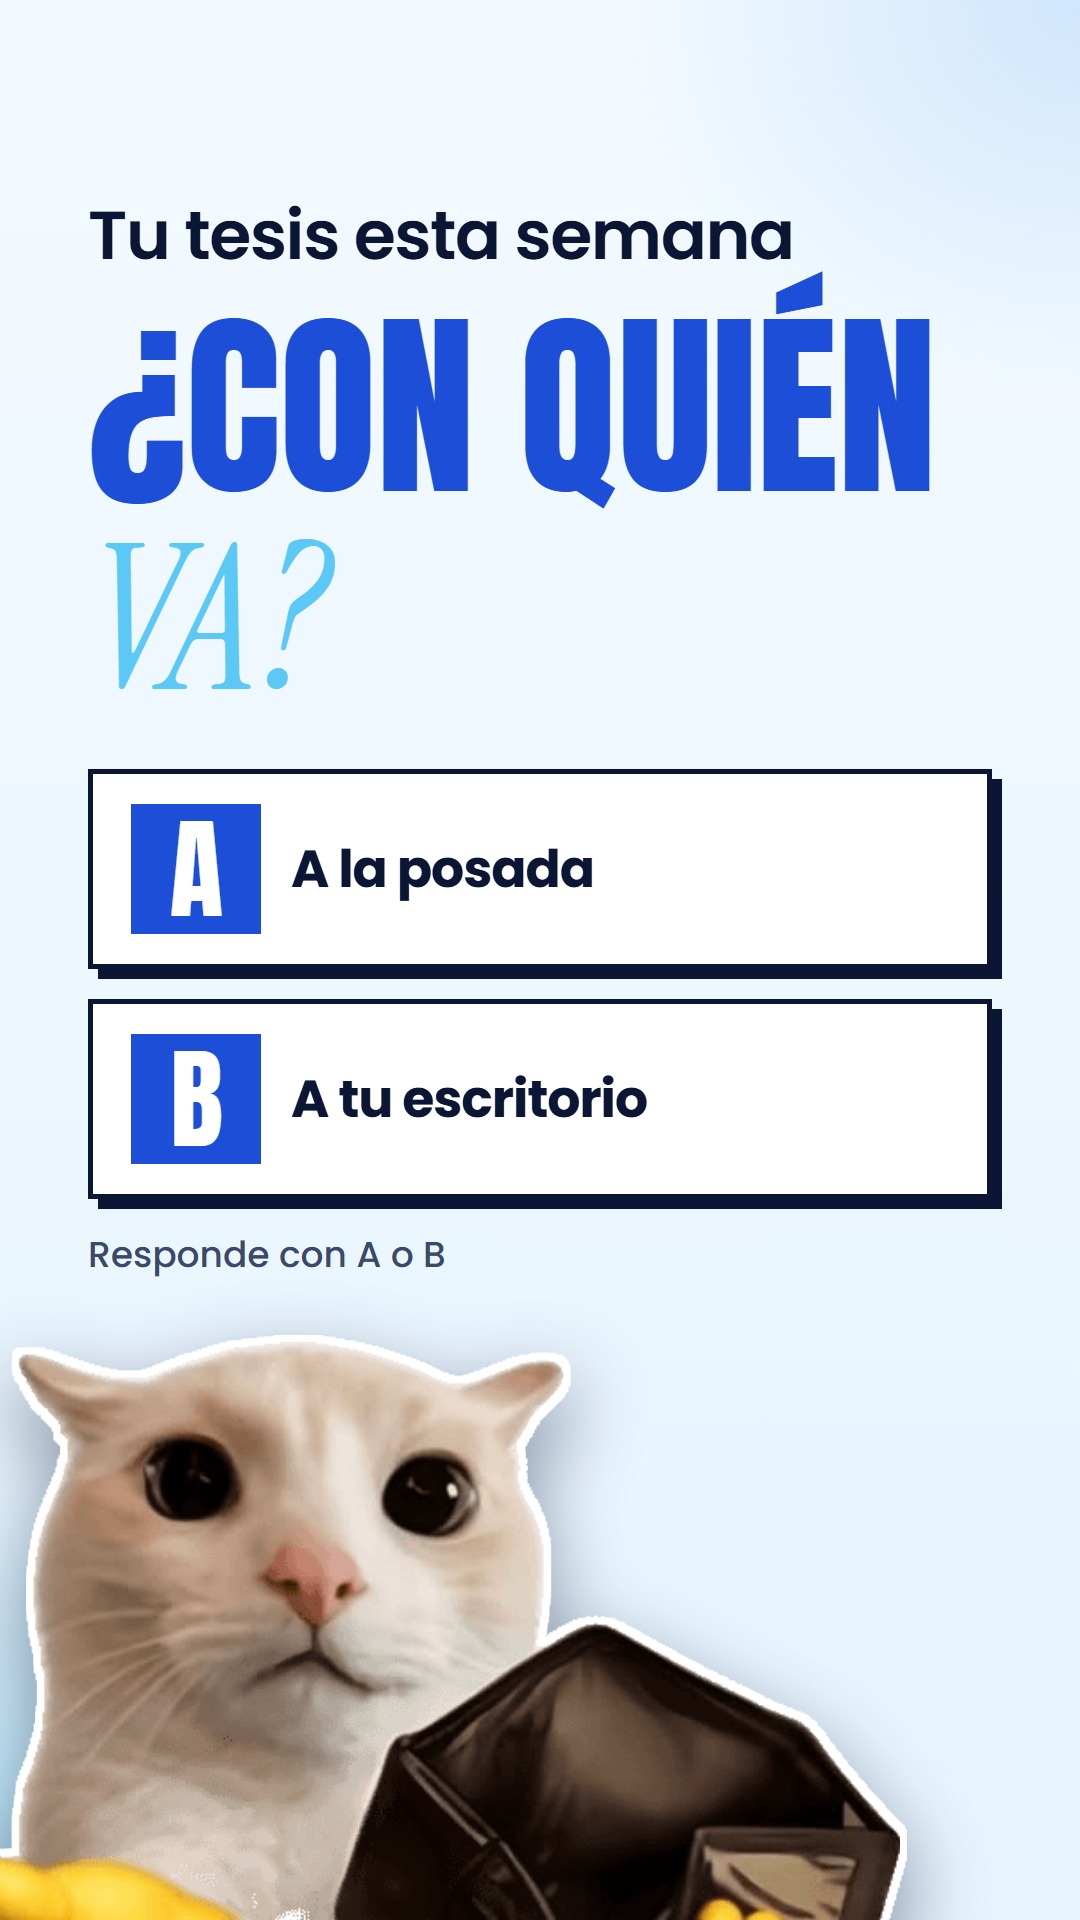 Tu tesis esta semana
¿CON QUIÉN
VA?
A
A la posada
B
A tu escritorio
Responde con A o B